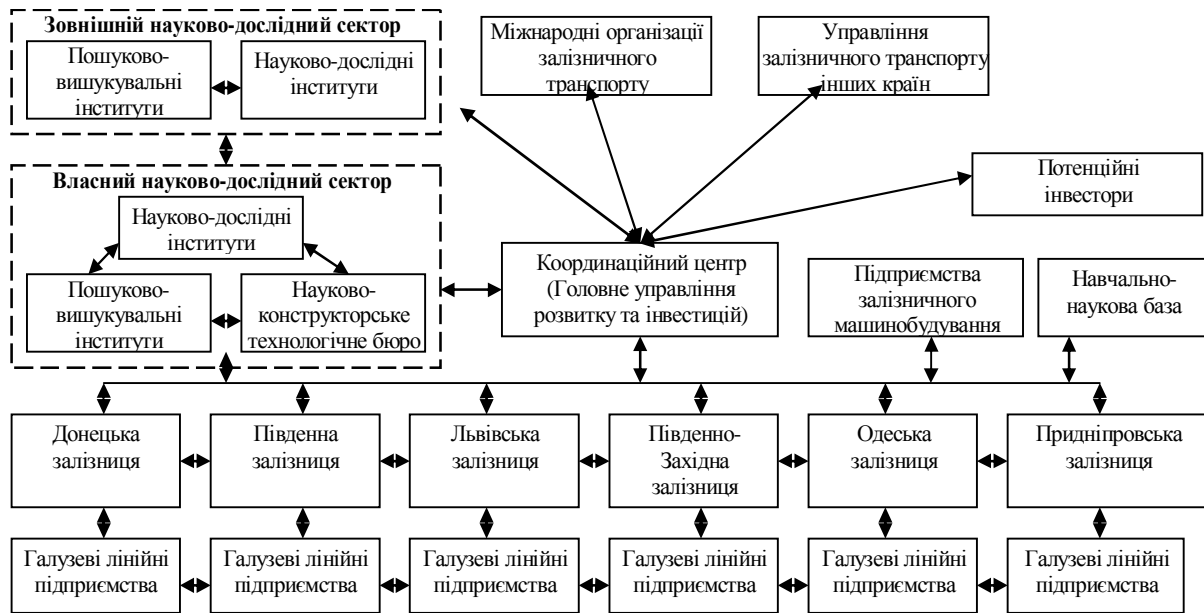 Зовнішній науково-дослідний сектор
Пошуково-
вишукувальні
інститути
Науково-дослідні
інститути
Міжнародні організації
залізничного
транспорту
Управління
залізничного транспорту
інших країн
Власний науково-дослідний сектор
Науково-дослідні
інститути
Пошуково-
вишукувальні
інститути
Науково-
конструкторське
технологічне бюро
Потенційні
інвестори
Координаційний центр
(Головне управління
розвитку та інвестицій)
Підприємства
залізничного
машинобудування
Навчально-
наукова база
Донецька
залізниця
Південна
залізниця
Львівська
залізниця
Південно-
Західна
залізниця
Одеська
залізниця
Придніпровська
залізниця
Галузеві лінійні
підприємства
Галузеві лінійні
підприємства
Галузеві лінійні
підприємства
Галузеві лінійні
підприємства
Галузеві лінійні
підприємства
Галузеві лінійні
підприємства